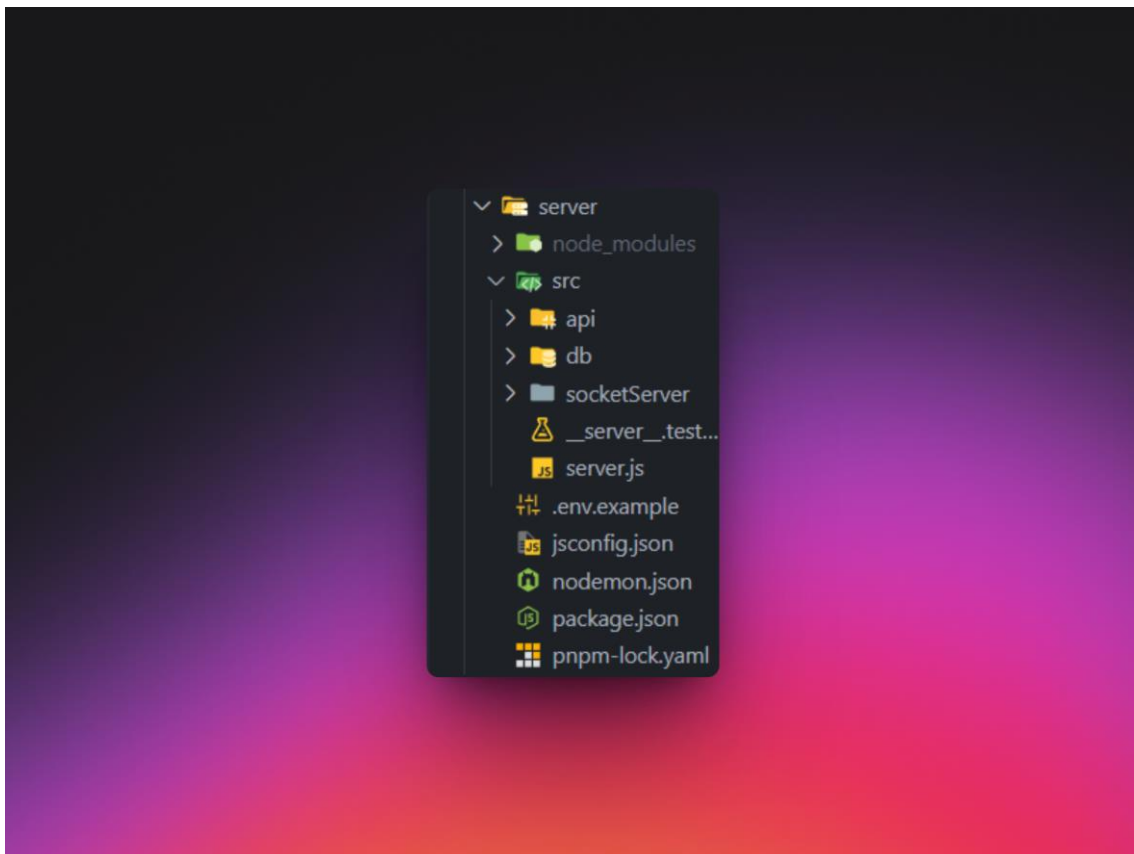 server
node_modules
src
api
db
socketServer
__server__.test...
server.js
.env.example
jsconfig.json
nodemon.json
package.json
pnpm-lock.yaml